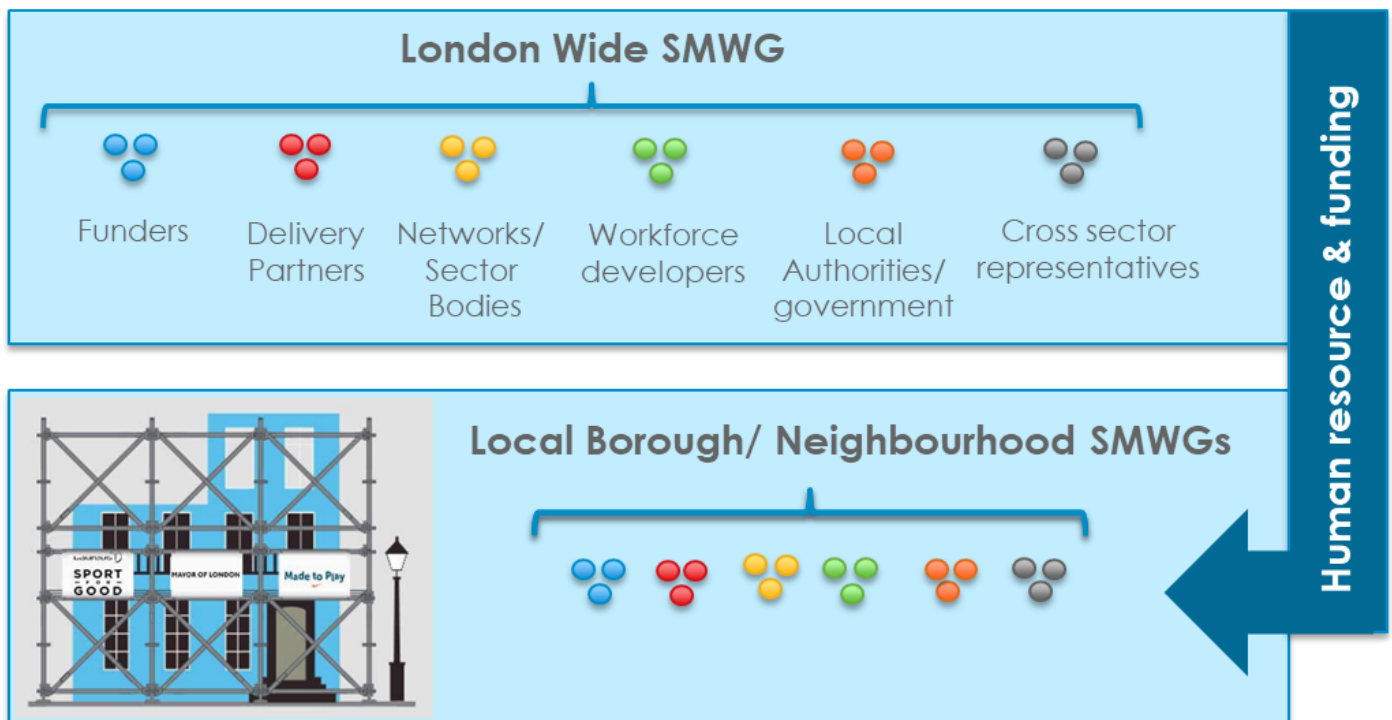 London Wide SMWG
Funders
Delivery
Partners
Networks/
Sector
Bodies
Workforce
developers
Local
Authorities/
government
Cross sector
representatives
Human resource & funding
Local Borough/ Neighbourhood SMWGs
SPORT
FOR
GOOD
MAYOR OF LONDON
Made to Play